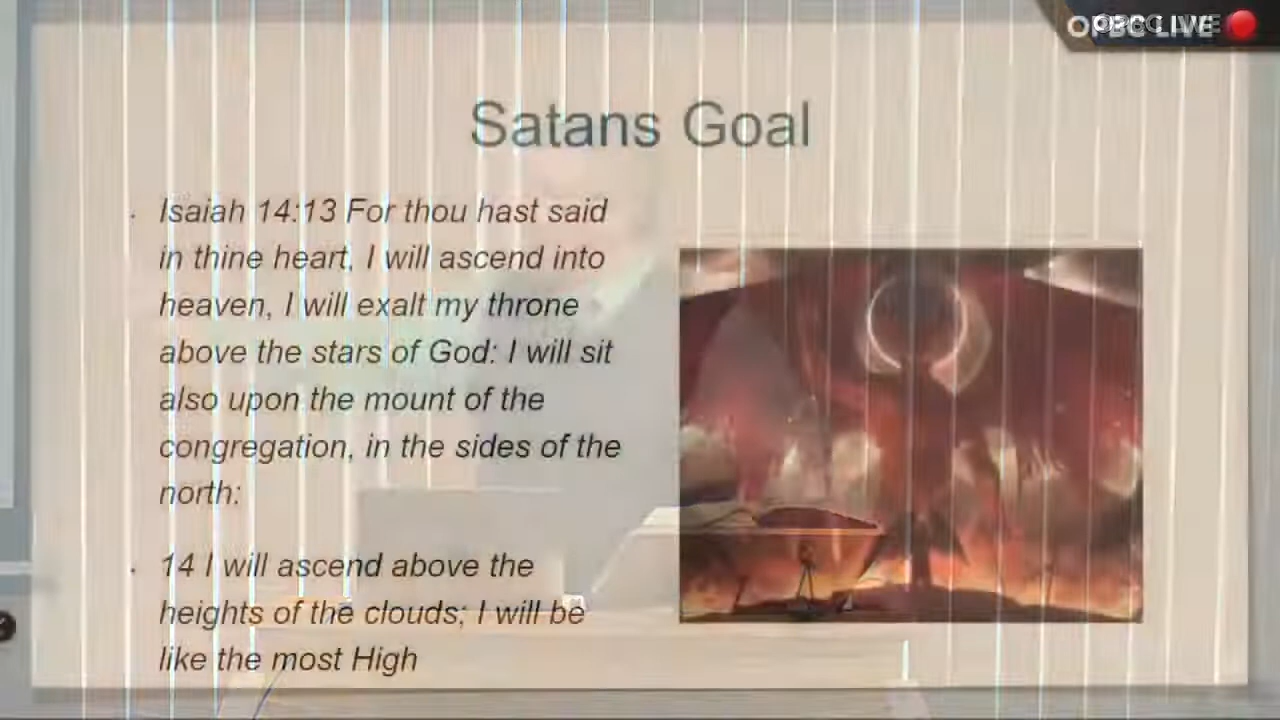 OPBC LIVE
Satans Goal
Isaiah 14:13 For thou hast said
in thine heart, I will ascend into
heaven, I will exalt my throne
above the stars of God: I will sit
also upon the mount of the
congregation, in the sides of the
north:
14 I will ascend above the
heights of the clouds; I will be
like the most High